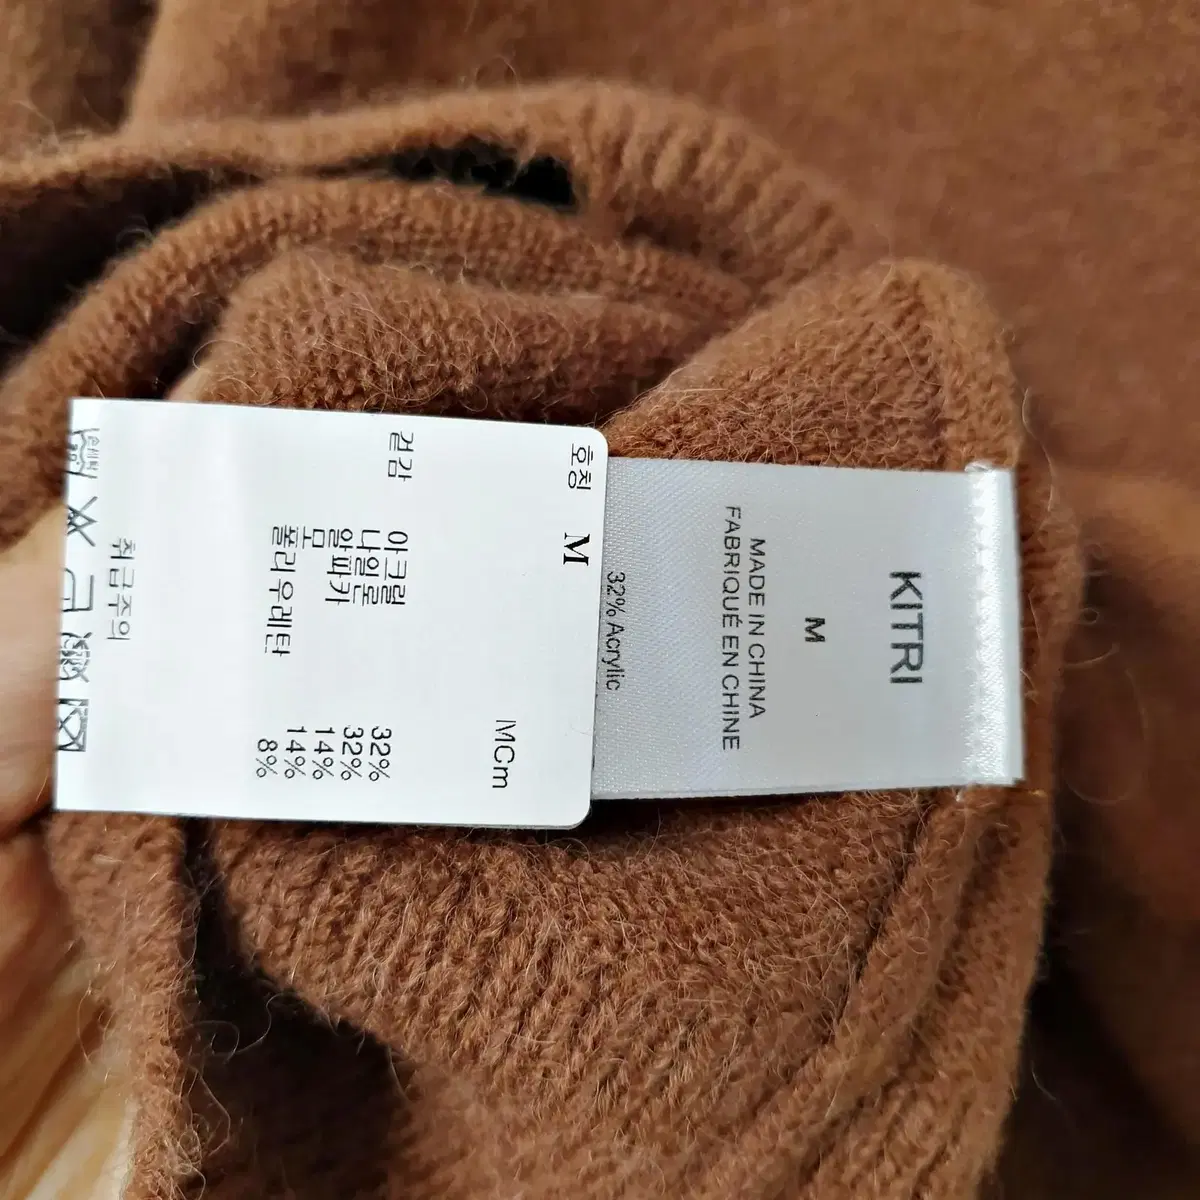 KITRI
M
MADE IN CHINA
FABRIQUÉ EN CHINE
32% Acrylic
호칭 M
MCm
겉감
아크릴 32%
나일론 32%
알파카 14%
모 14%
폴리우레탄 8%
취급주의